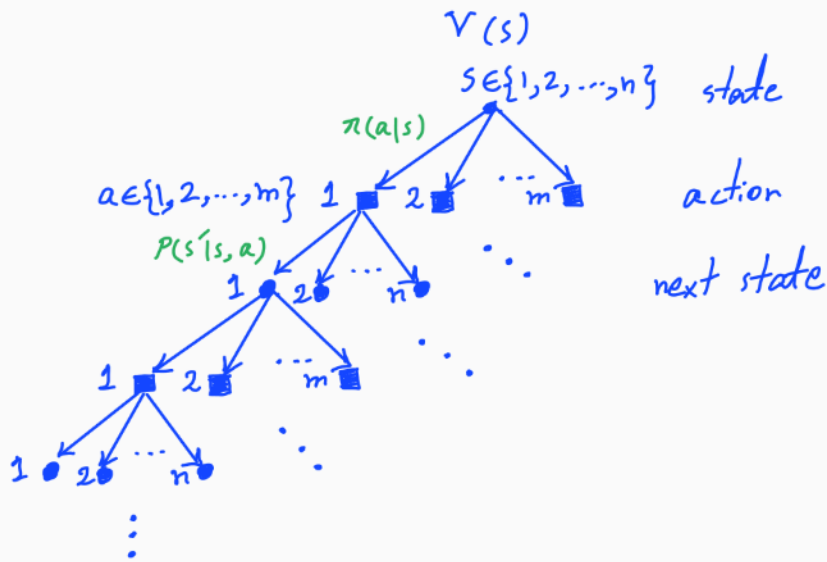 V(s)
s∈{1,2,...,n} state
π(a|s)
a∈{1,2,...,m} 1 2 ... m action
P(s'|s,a)
1 2 ... n next state
1 2 ... m
1 2 ... n